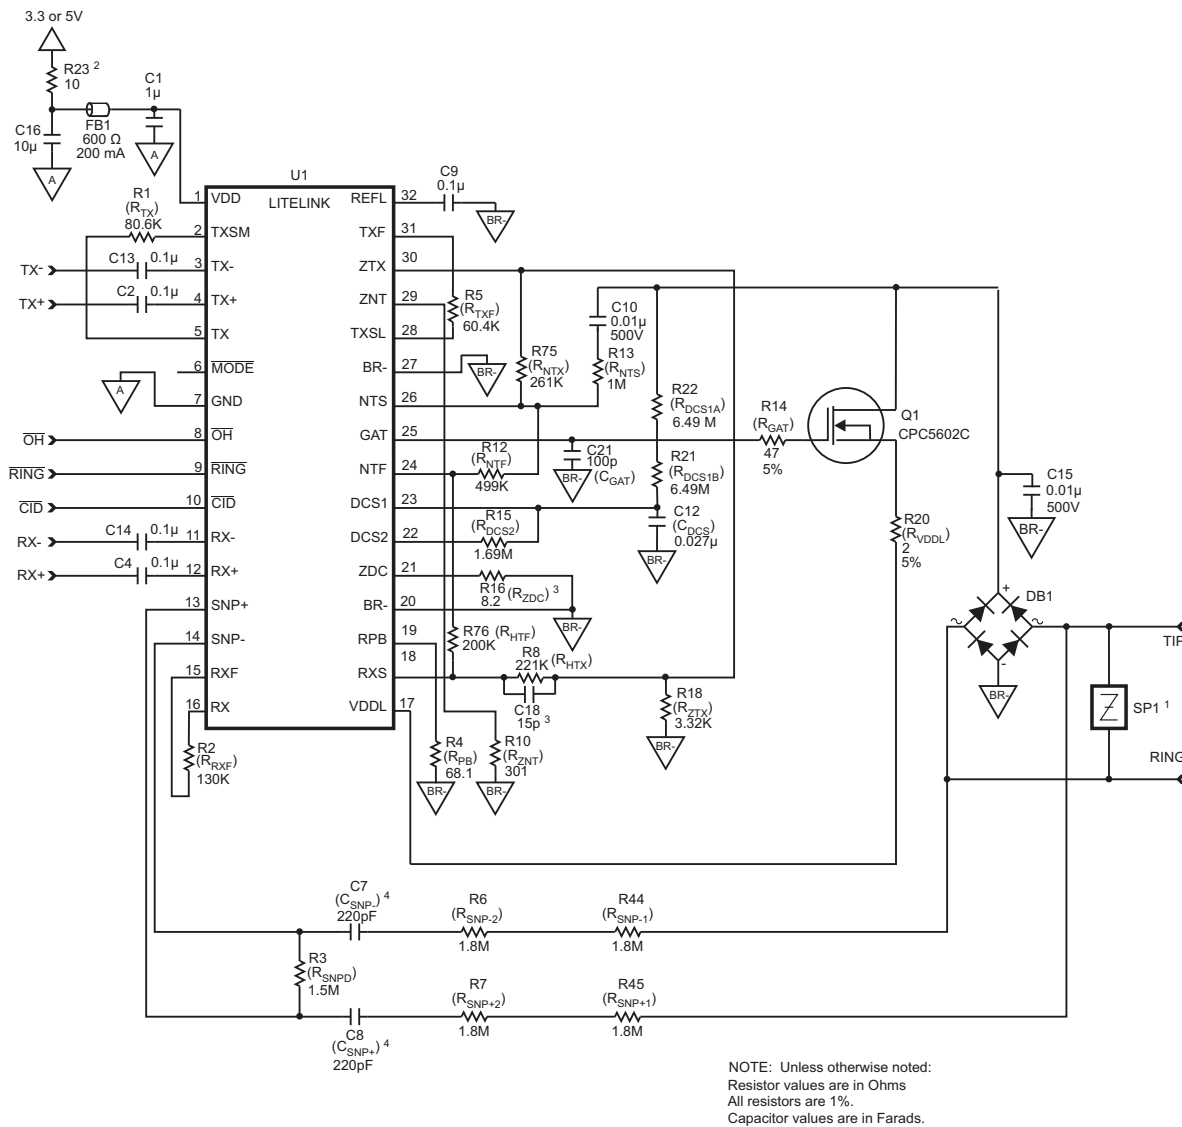 3.3 or 5V
R23 2
10
C1
1µ
C16
10µ
FB1
600 Ω
200 mA
A
A
U1
LITELINK
R1
(RTX)
80.6K
TX-
C13
0.1µ
TX+
C2
0.1µ
A
OH
RING
CID
RX-
C14
0.1µ
RX+
C4
0.1µ
1 VDD
2 TXSM
3 TX-
4 TX+
5 TX
6 MODE
7 GND
8 OH
9 RING
10 CID
11 RX-
12 RX+
13 SNP+
14 SNP-
15 RXF
16 RX
R2
(RRXF)
130K
REFL 32
TXF 31
ZTX 30
ZNT 29
TXSL 28
BR- 27
NTS 26
GAT 25
NTF 24
DCS1 23
DCS2 22
ZDC 21
BR- 20
RPB 19
RXS 18
VDDL 17
C9
0.1µ
BR-
R5
(RTXF)
60.4K
BR-
R75
(RNTX)
261K
C10
0.01µ
500V
R13
(RNTS)
1M
R22
(RDCS1A)
6.49 M
R14
(RGAT)
47
5%
Q1
CPC5602C
R12
(RNTF)
499K
C21
100p
(CGAT)
BR-
R21
(RDCS1B)
6.49M
R15
(RDCS2)
1.69M
C12
(CDCS)
0.027µ
BR-
C15
0.01µ
500V
BR-
R20
(RVDDL)
2
5%
R16
8.2
(RZDC) 3
BR-
R76
200K
(RHTF)
R8
221K
(RHTX)
C18
15p 3
R18
(RZTX)
3.32K
BR-
R4
(RPB)
68.1
BR-
R10
(RZNT)
301
BR-
+
DB1
~
~
-
BR-
TIP
SP1 1
RING
C7
(CSNP-) 4
220pF
R6
(RSNP-2)
1.8M
R44
(RSNP-1)
1.8M
R3
(RSNPD)
1.5M
C8
(CSNP+) 4
220pF
R7
(RSNP+2)
1.8M
R45
(RSNP+1)
1.8M
NOTE: Unless otherwise noted:
Resistor values are in Ohms
All resistors are 1%.
Capacitor values are in Farads.